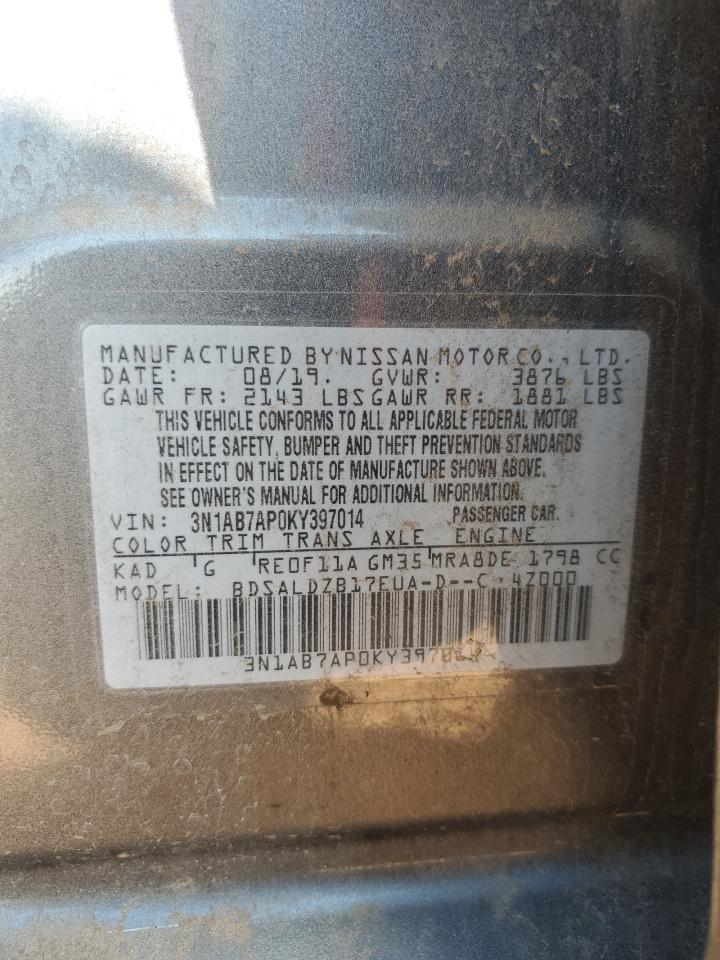 MANUFACTURED BY NISSAN MOTOR CO., LTD.
DATE: 08/19. GVWR: 3876 LBS
GAWR FR: 2143 LBS GAWR RR: 1881 LBS
THIS VEHICLE CONFORMS TO ALL APPLICABLE FEDERAL MOTOR
VEHICLE SAFETY, BUMPER AND THEFT PREVENTION STANDARDS
IN EFFECT ON THE DATE OF MANUFACTURE SHOWN ABOVE.
SEE OWNER'S MANUAL FOR ADDITIONAL INFORMATION.
VIN: 3N1AB7AP0KY397014 PASSENGER CAR.
COLOR TRIM TRANS AXLE ENGINE
KAD G RE0F11A GM35 MRA8DE 1798 CC
MODEL: BDSALDZB17EUA-D--C 4Z000
3N1AB7AP0KY397014